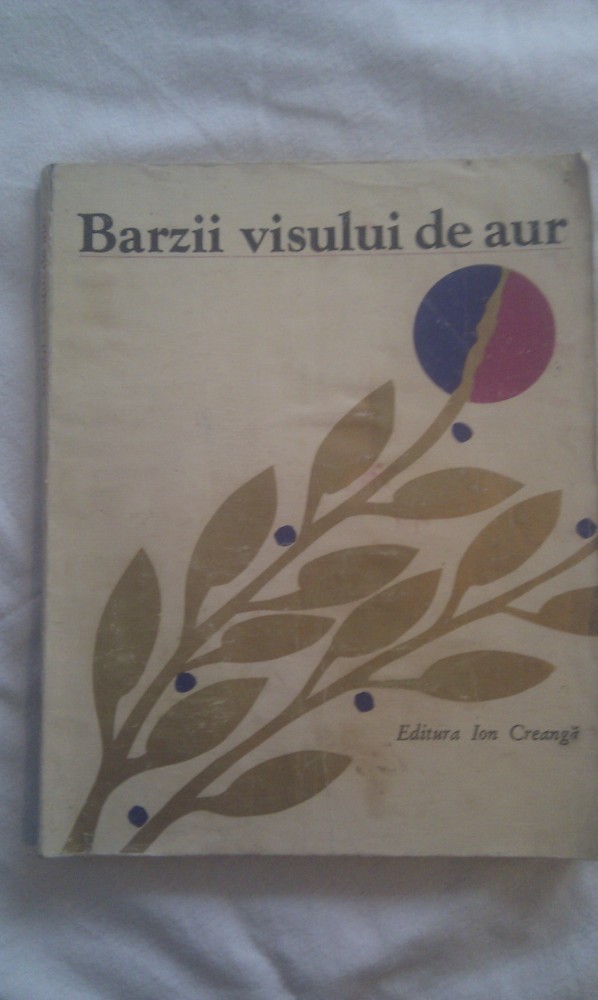 Barzii visului de aur
Editura Ion Creangă